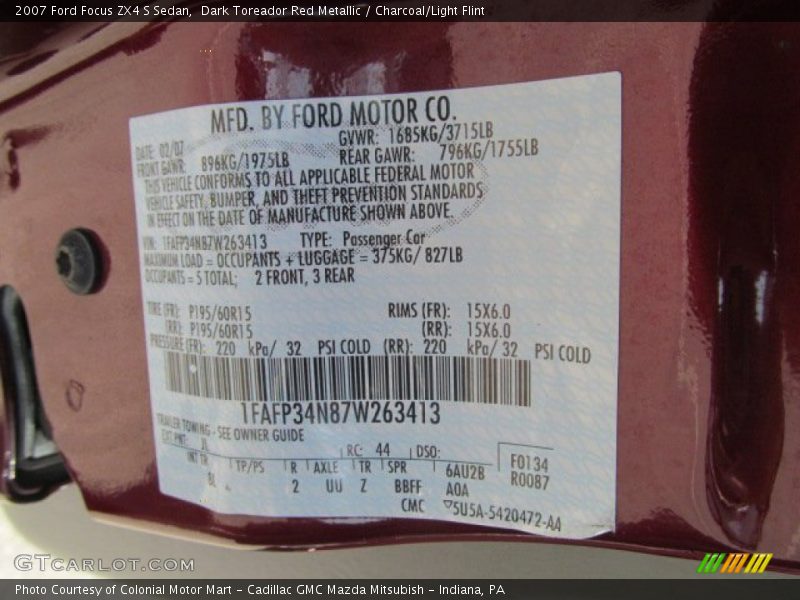 2007 Ford Focus ZX4 S Sedan, Dark Toreador Red Metallic / Charcoal/Light Flint
MFD. BY FORD MOTOR CO.
DATE: 02/07 GVWR: 1685KG/3715LB
FRONT GAWR: 896KG/1975LB REAR GAWR: 796KG/1755LB
THIS VEHICLE CONFORMS TO ALL APPLICABLE FEDERAL MOTOR
VEHICLE SAFETY, BUMPER, AND THEFT PREVENTION STANDARDS
IN EFFECT ON THE DATE OF MANUFACTURE SHOWN ABOVE.
VIN: 1FAFP34N87W263413 TYPE: Passenger Car
MAXIMUM LOAD = OCCUPANTS + LUGGAGE = 375KG/ 827LB
OCCUPANTS = 5 TOTAL; 2 FRONT, 3 REAR
TIRE (FR): P195/60R15 RIMS (FR): 15X6.0
(RR): P195/60R15 (RR): 15X6.0
PRESSURE (FR): 220 kPa/ 32 PSI COLD (RR): 220 kPa/ 32 PSI COLD
1FAFP34N87W263413
TRAILER TOWING - SEE OWNER GUIDE
EXT PNT: JL RC: 44 DSO: F0134
INT TR TP/PS R AXLE TR SPR 6AU2B R0087
2 UU Z BBFF AOA
CMC ▽5U5A-5420472-AA
GTCARLOT.COM
Photo Courtesy of Colonial Motor Mart - Cadillac GMC Mazda Mitsubish - Indiana, PA